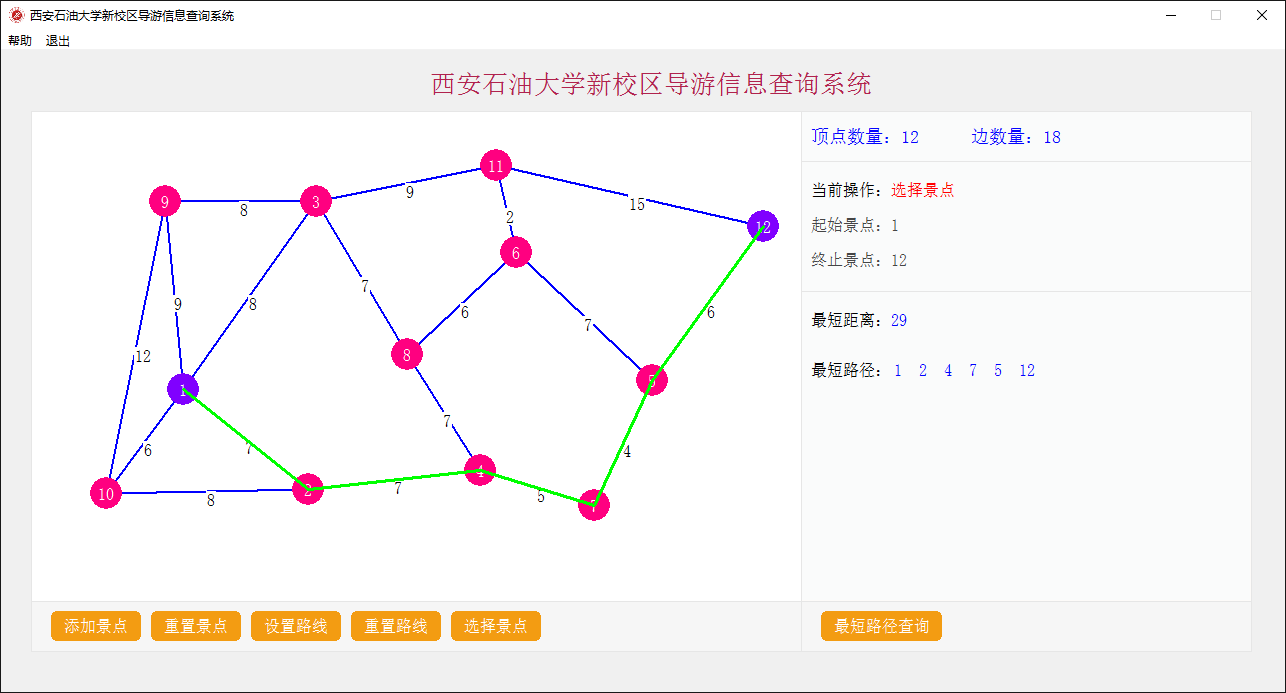 西安石油大学新校区导游信息查询系统
帮助 退出
西安石油大学新校区导游信息查询系统
顶点数量：12 边数量：18
11
9 8 3 9 2 15 12
6
当前操作：选择景点
起始景点：1
终止景点：12
9 8 7 6 7 6
12 8 5
1
最短距离：29
最短路径：1 2 4 7 5 12
6 7 7 4
10 8 2 7 4 5 7
添加景点 重置景点 设置路线 重置路线 选择景点 最短路径查询